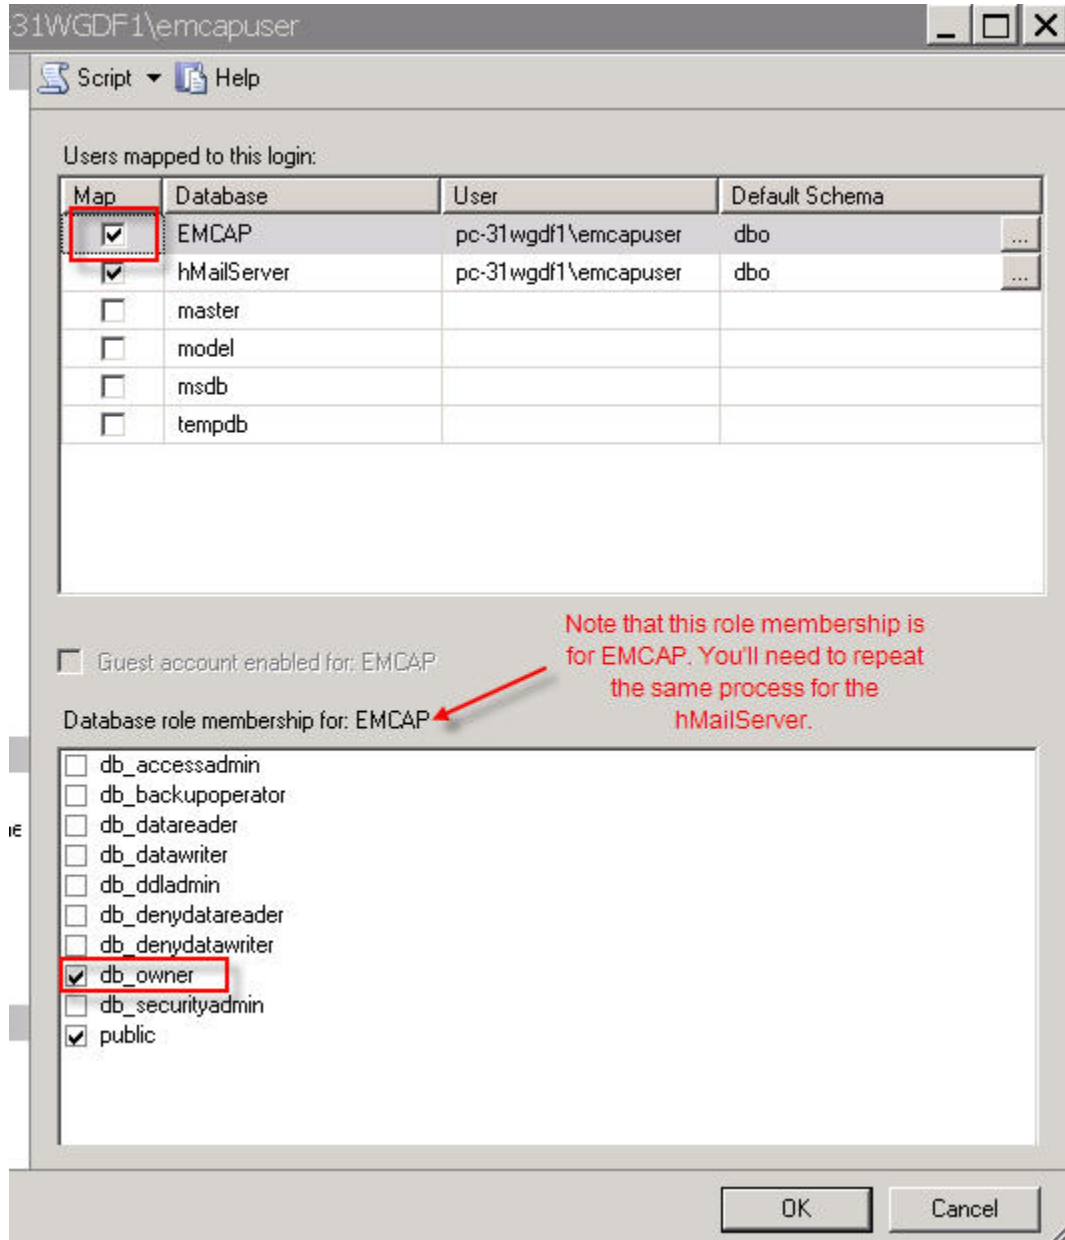 31WGDF1\emcapuser
Script Help
Users mapped to this login:
Map Database User Default Schema
EMCAP pc-31wgdf1\emcapuser dbo ...
hMailServer pc-31wgdf1\emcapuser dbo ...
master
model
msdb
tempdb
Note that this role membership is
for EMCAP. You'll need to repeat
the same process for the
hMailServer.
Guest account enabled for: EMCAP
Database role membership for: EMCAP
db_accessadmin
db_backupoperator
db_datareader
db_datawriter
db_ddladmin
db_denydatareader
db_denydatawriter
db_owner
db_securityadmin
public
OK Cancel